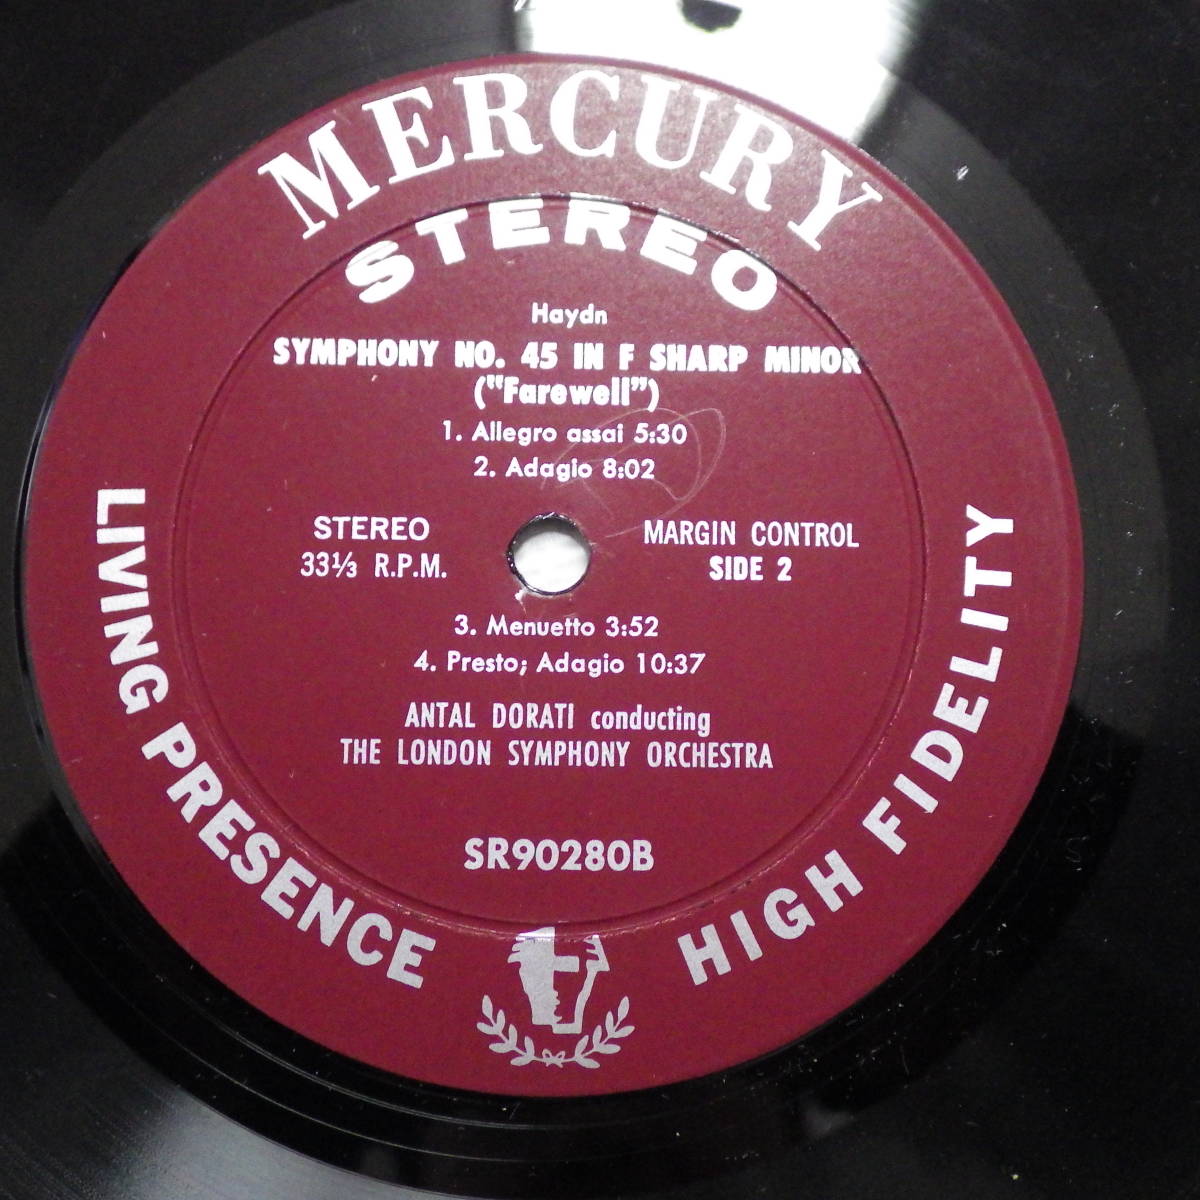 MERCURY
STEREO
Haydn
SYMPHONY NO. 45 IN F SHARP MINOR
("Farewell")
1. Allegro assai 5:30
2. Adagio 8:02
STEREO
33⅓ R.P.M.
MARGIN CONTROL
SIDE 2
3. Menuetto 3:52
4. Presto; Adagio 10:37
ANTAL DORATI conducting
THE LONDON SYMPHONY ORCHESTRA
SR90280B
LIVING PRESENCE
HIGH FIDELITY